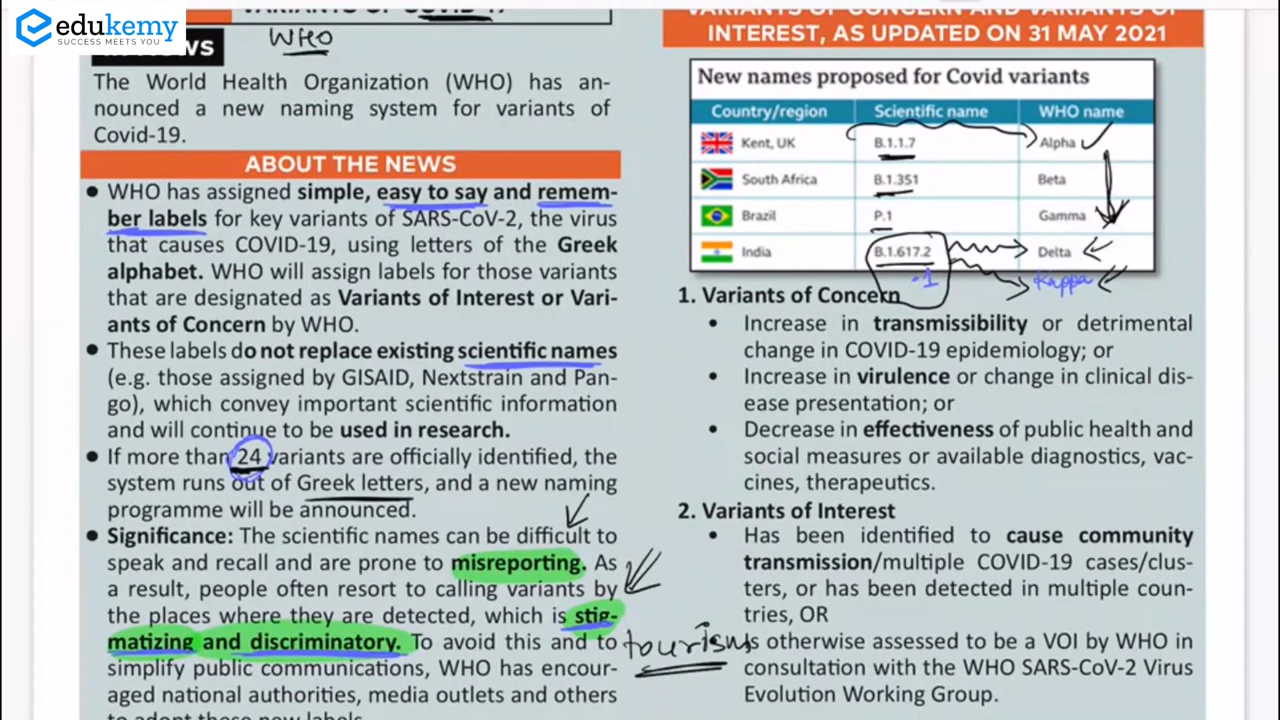 edukemy
SUCCESS MEETS YOU
VARIANTS OF COVID-19
WHO
NEWS
The World Health Organization (WHO) has an-
nounced a new naming system for variants of
Covid-19.
ABOUT THE NEWS
● WHO has assigned simple, easy to say and remem-
ber labels for key variants of SARS-CoV-2, the virus
that causes COVID-19, using letters of the Greek
alphabet. WHO will assign labels for those variants
that are designated as Variants of Interest or Vari-
ants of Concern by WHO.
● These labels do not replace existing scientific names
(e.g. those assigned by GISAID, Nextstrain and Pan-
go), which convey important scientific information
and will continue to be used in research.
● If more than 24 variants are officially identified, the
system runs out of Greek letters, and a new naming
programme will be announced.
● Significance: The scientific names can be difficult to
speak and recall and are prone to misreporting. As
a result, people often resort to calling variants by
the places where they are detected, which is stig-
matizing and discriminatory. To avoid this and to
simplify public communications, WHO has encour-
aged national authorities, media outlets and others
to adopt these new labels.
tourism
VARIANTS OF CONCERN AND VARIANTS OF
INTEREST, AS UPDATED ON 31 MAY 2021
New names proposed for Covid variants
Country/region Scientific name WHO name
Kent, UK B.1.1.7 Alpha
South Africa B.1.351 Beta
Brazil P.1 Gamma
India B.1.617.2 Delta
.1 Kappa
1. Variants of Concern
• Increase in transmissibility or detrimental
change in COVID-19 epidemiology; or
• Increase in virulence or change in clinical dis-
ease presentation; or
• Decrease in effectiveness of public health and
social measures or available diagnostics, vac-
cines, therapeutics.
2. Variants of Interest
• Has been identified to cause community
transmission/multiple COVID-19 cases/clus-
ters, or has been detected in multiple coun-
tries, OR
is otherwise assessed to be a VOI by WHO in
consultation with the WHO SARS-CoV-2 Virus
Evolution Working Group.